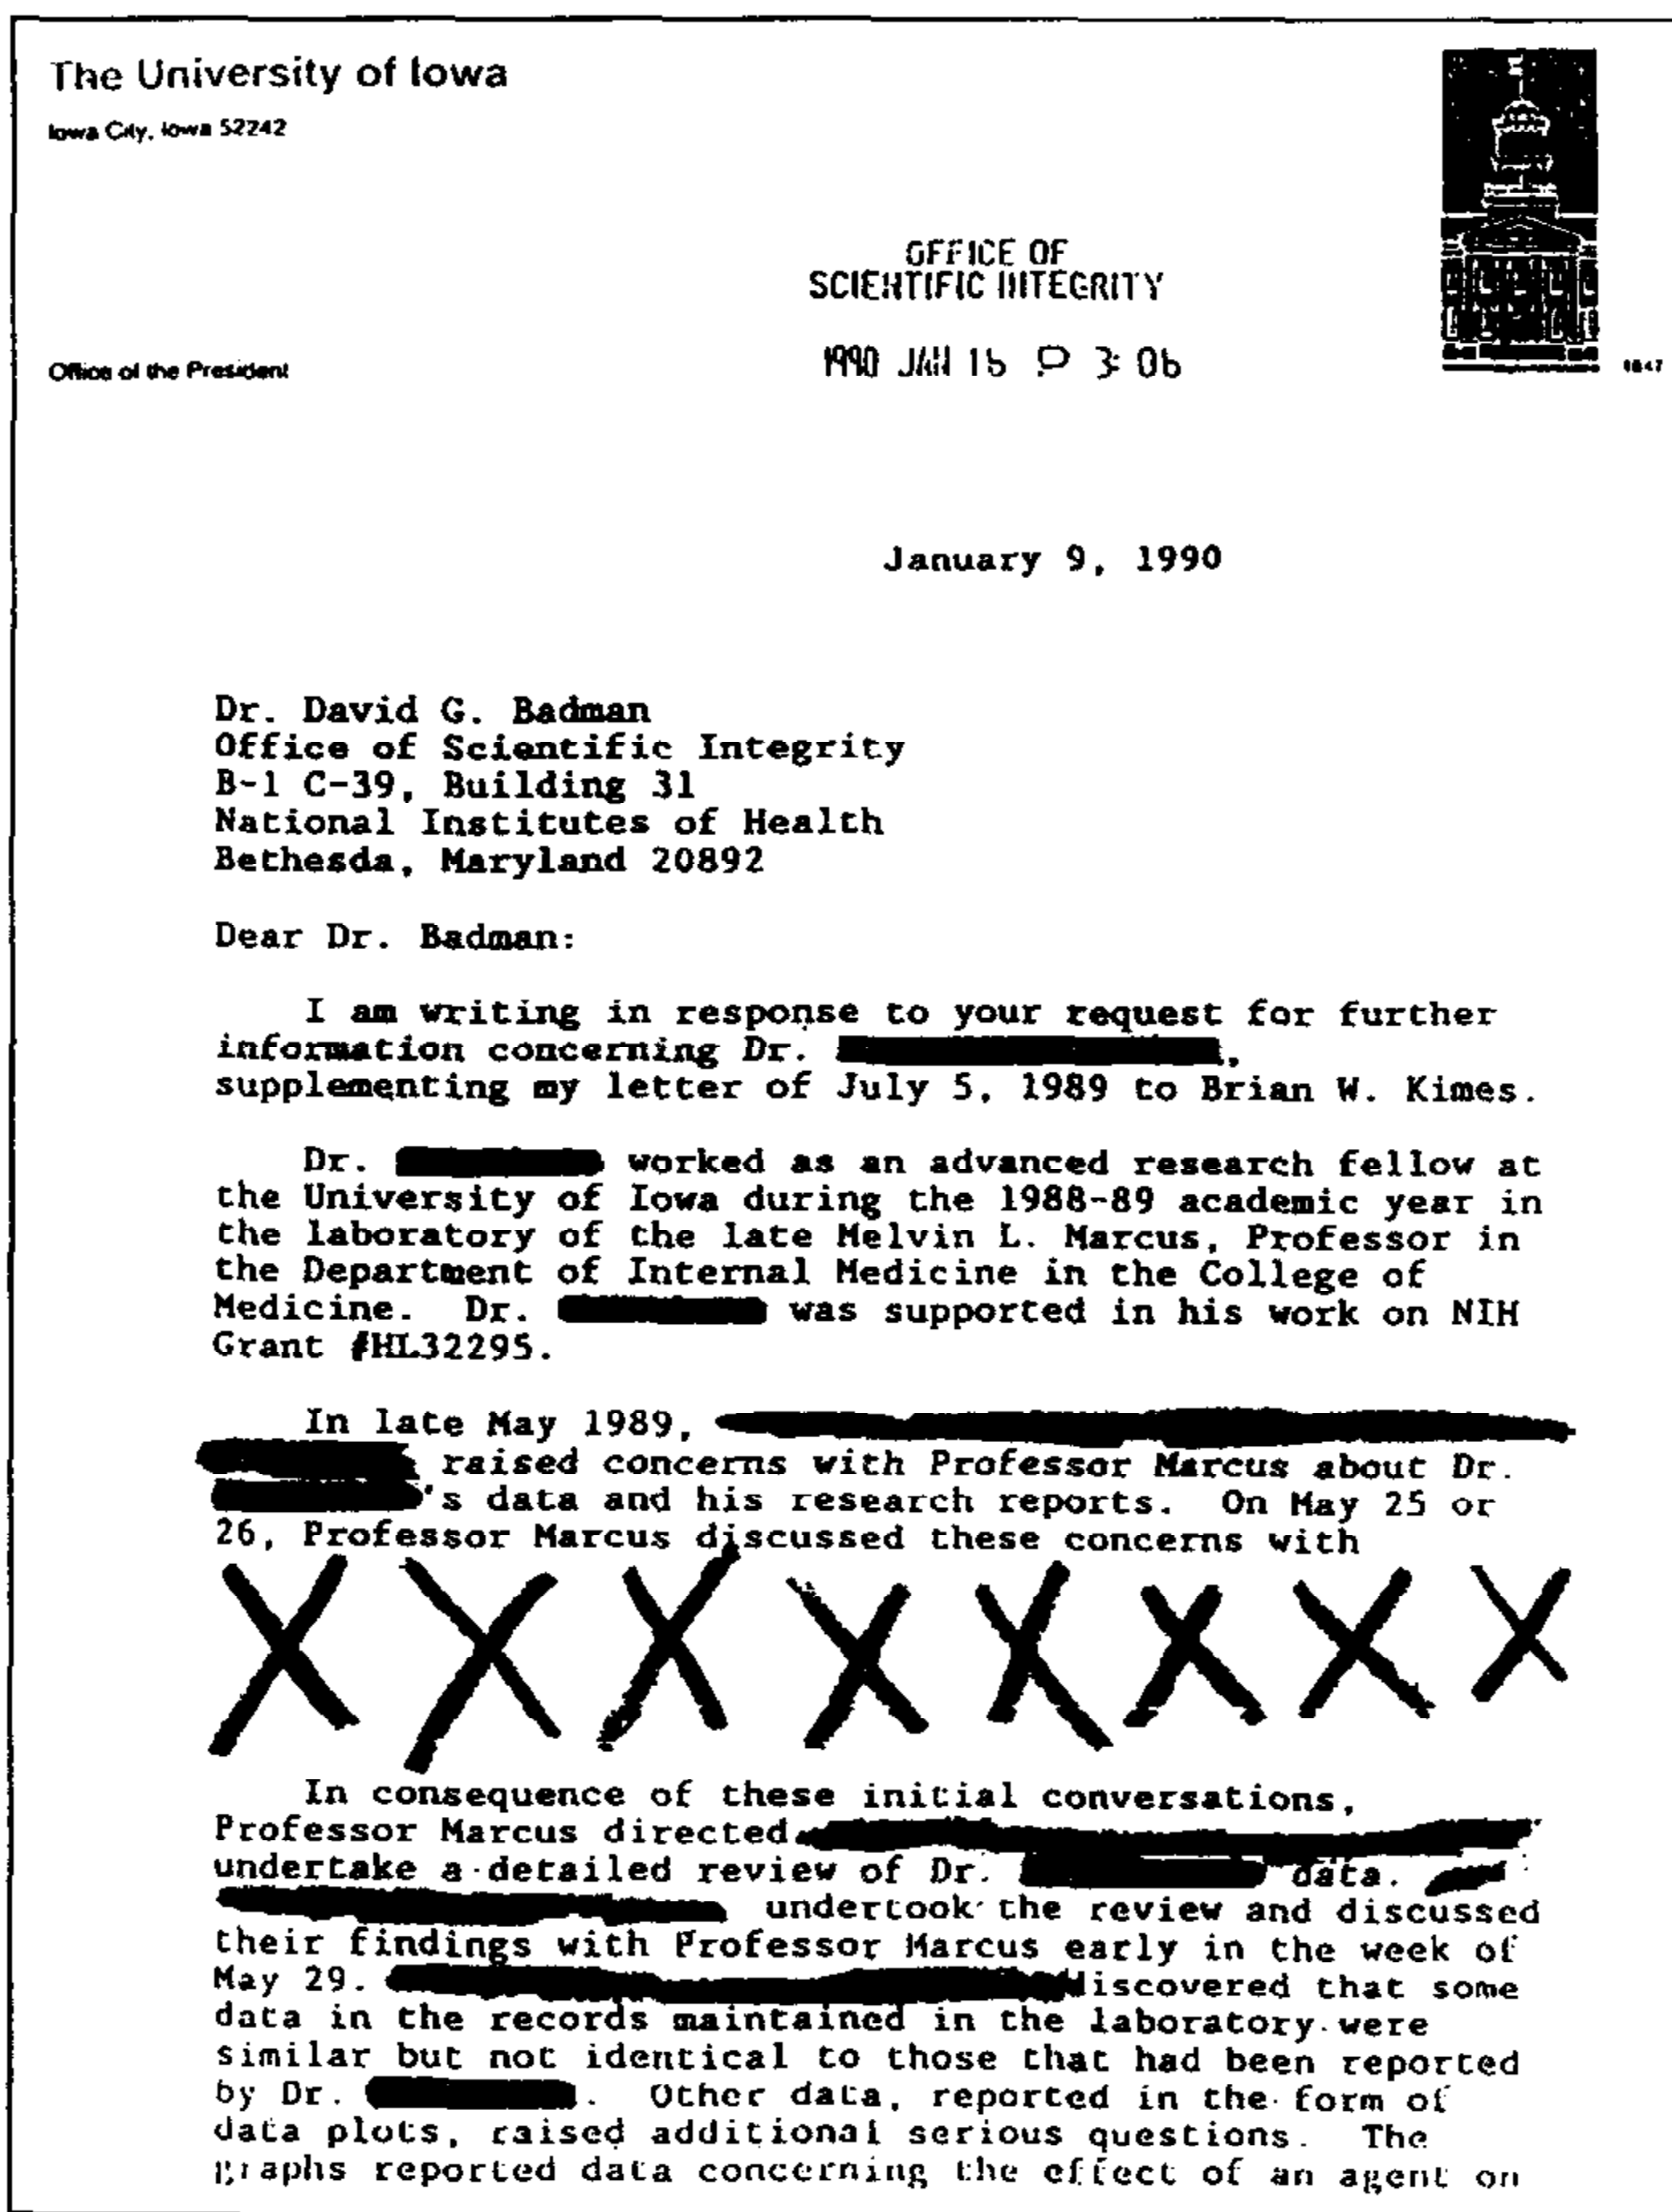 The University of Iowa
Iowa City, Iowa 52242
OFFICE OF
SCIENTIFIC INTEGRITY
Office of the President
1990 JAN 16 P 3:06
1847
January 9, 1990
Dr. David G. Badman
Office of Scientific Integrity
B-1 C-39, Building 31
National Institutes of Health
Bethesda, Maryland 20892
Dear Dr. Badman:
I am writing in response to your request for further
information concerning Dr. ,
supplementing my letter of July 5, 1989 to Brian W. Kimes.
Dr. worked as an advanced research fellow at
the University of Iowa during the 1988-89 academic year in
the laboratory of the late Melvin L. Marcus, Professor in
the Department of Internal Medicine in the College of
Medicine. Dr. was supported in his work on NIH
Grant #HL32295.
In late May 1989,
raised concerns with Professor Marcus about Dr.
's data and his research reports. On May 25 or
26, Professor Marcus discussed these concerns with
In consequence of these initial conversations,
Professor Marcus directed
undertake a detailed review of Dr. data.
undertook the review and discussed
their findings with Professor Marcus early in the week of
May 29. discovered that some
data in the records maintained in the laboratory were
similar but not identical to those that had been reported
by Dr. . Other data, reported in the form of
data plots, raised additional serious questions. The
graphs reported data concerning the effect of an agent on